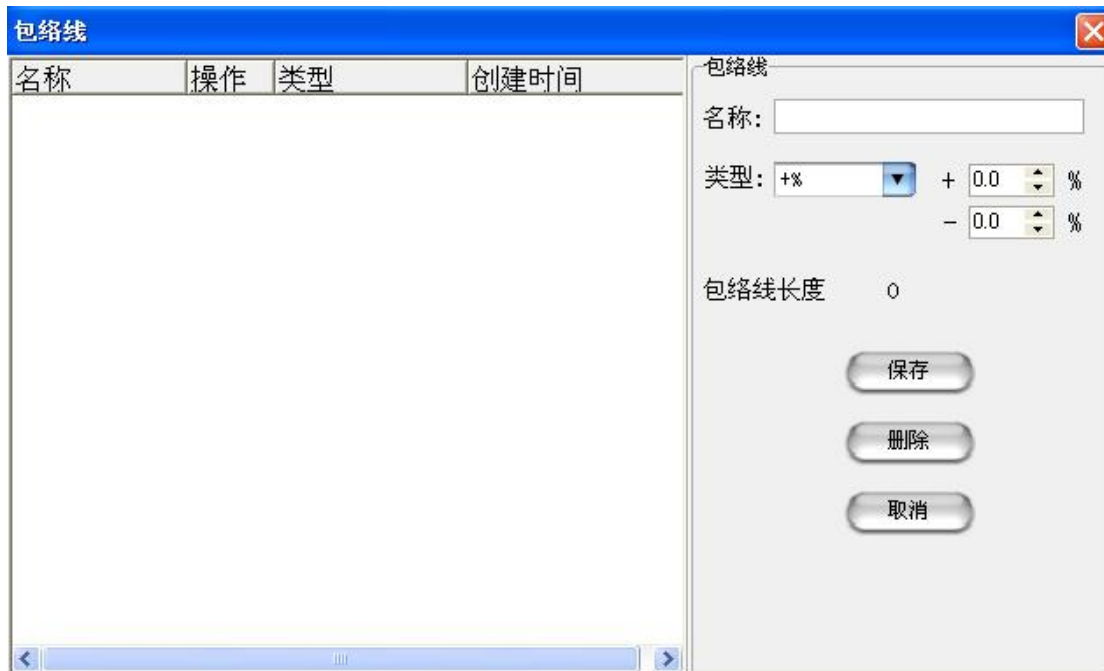 包络线
名称 操作 类型 创建时间
包络线
名称:
类型: +% + 0.0 %
- 0.0 %
包络线长度 0
保存
删除
取消